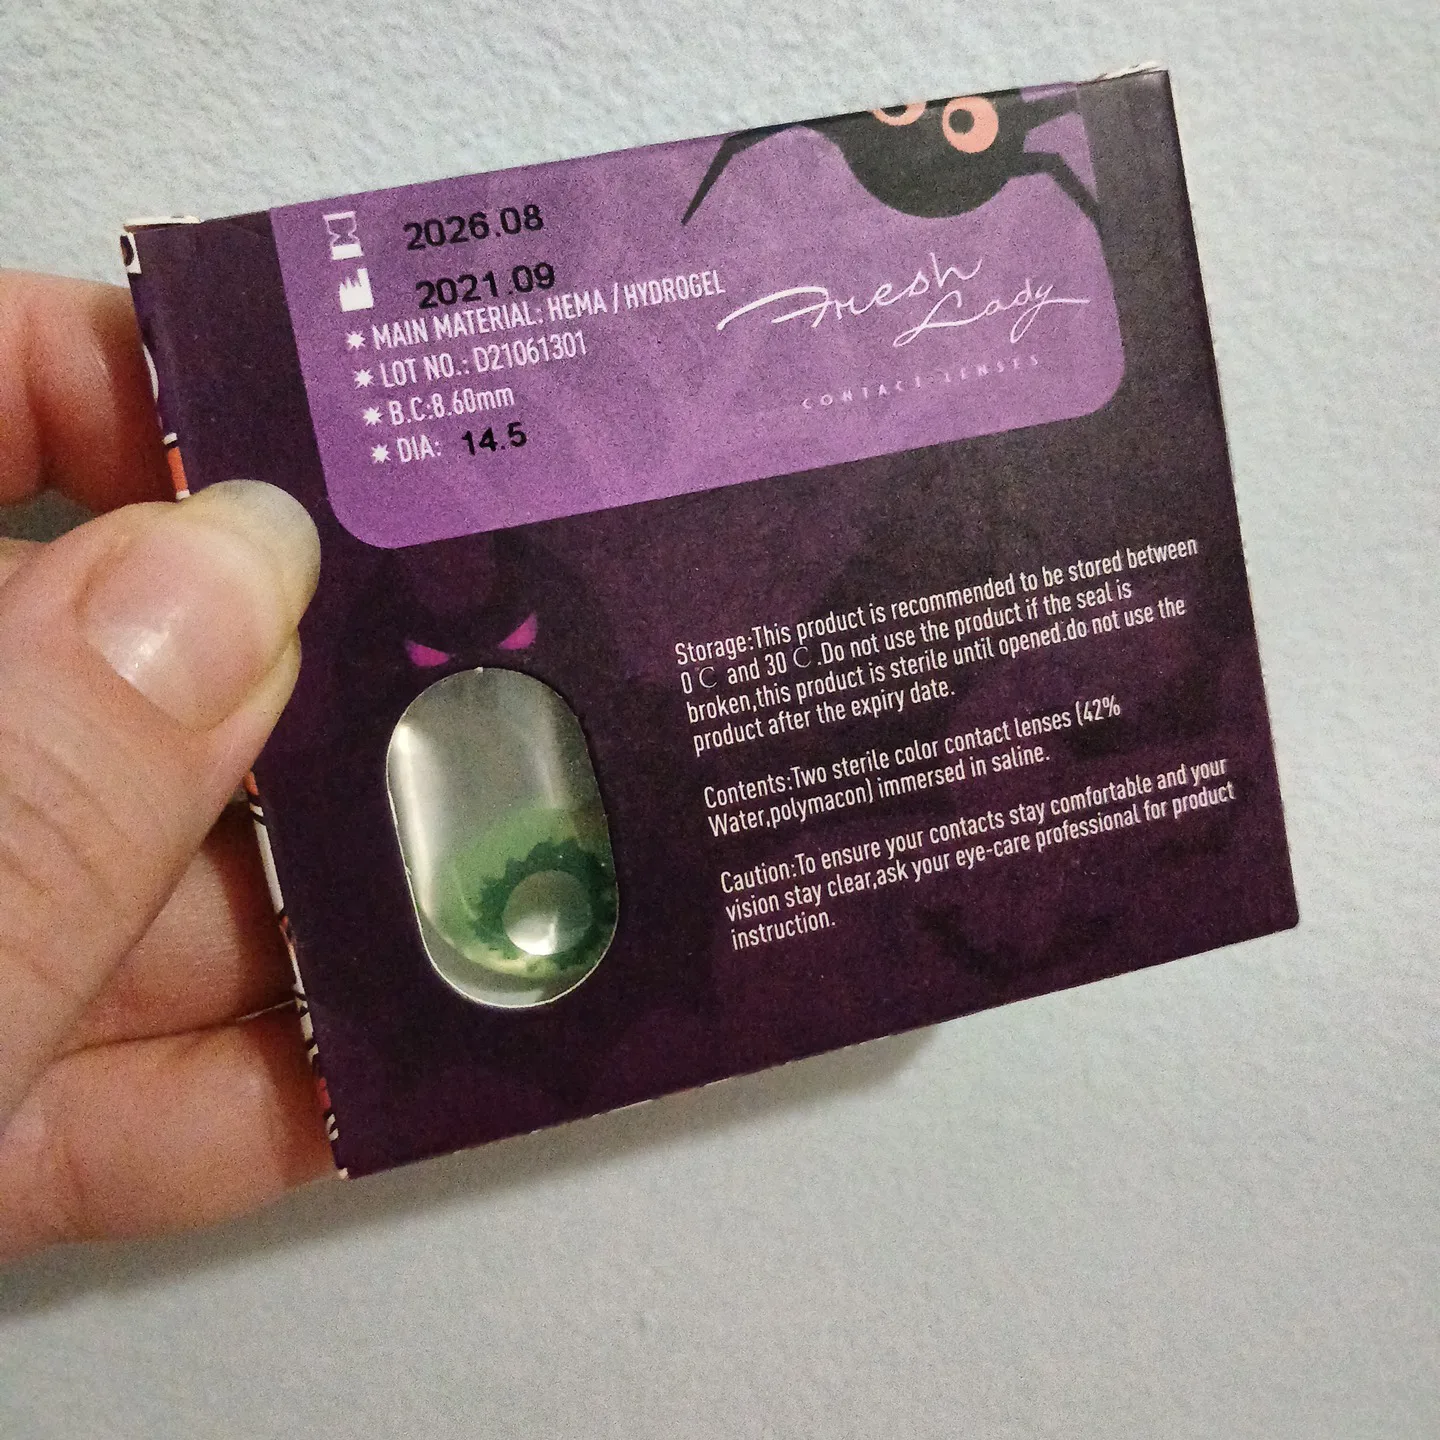 2026.08
2021.09
MAIN MATERIAL: HEMA / HYDROGEL
LOT NO.: D21061301
B.C:8.60mm
DIA: 14.5
Fresh
Lady
CONTACT LENSES
Storage:This product is recommended to be stored between
0℃ and 30℃.Do not use the product if the seal is
broken,this product is sterile until opened.do not use the
product after the expiry date.
Contents:Two sterile color contact lenses (42%
Water,polymacon) immersed in saline.
Caution:To ensure your contacts stay comfortable and your
vision stay clear,ask your eye-care professional for product
instruction.